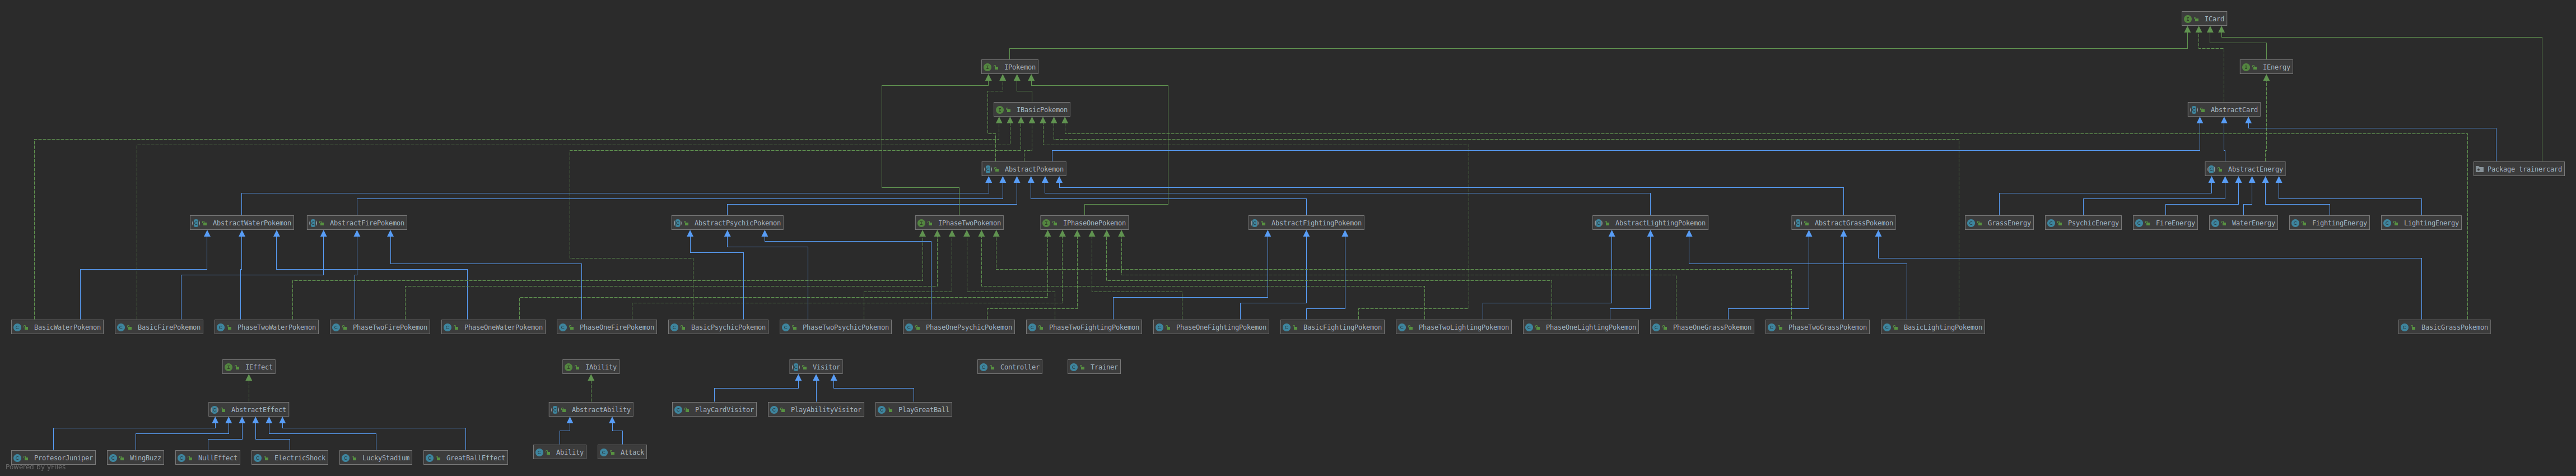 ICard
IPokemon
IEnergy
IBasicPokemon
AbstractCard
AbstractPokemon
AbstractEnergy
Package trainercard
AbstractWaterPokemon
AbstractFirePokemon
AbstractPsychicPokemon
IPhaseTwoPokemon
IPhaseOnePokemon
AbstractFightingPokemon
AbstractLightingPokemon
AbstractGrassPokemon
GrassEnergy
PsychicEnergy
FireEnergy
WaterEnergy
FightingEnergy
LightingEnergy
BasicWaterPokemon
BasicFirePokemon
PhaseTwoWaterPokemon
PhaseTwoFirePokemon
PhaseOneWaterPokemon
PhaseOneFirePokemon
BasicPsychicPokemon
PhaseTwoPsychicPokemon
PhaseOnePsychicPokemon
PhaseTwoFightingPokemon
PhaseOneFightingPokemon
BasicFightingPokemon
PhaseTwoLightingPokemon
PhaseOneLightingPokemon
PhaseOneGrassPokemon
PhaseTwoGrassPokemon
BasicLightingPokemon
BasicGrassPokemon
IEffect
IAbility
Visitor
Controller
Trainer
AbstractEffect
AbstractAbility
PlayCardVisitor
PlayAbilityVisitor
PlayGreatBall
Ability
Attack
ProfesorJuniper
WingBuzz
NullEffect
ElectricShock
LuckyStadium
GreatBallEffect
Powered by yFiles